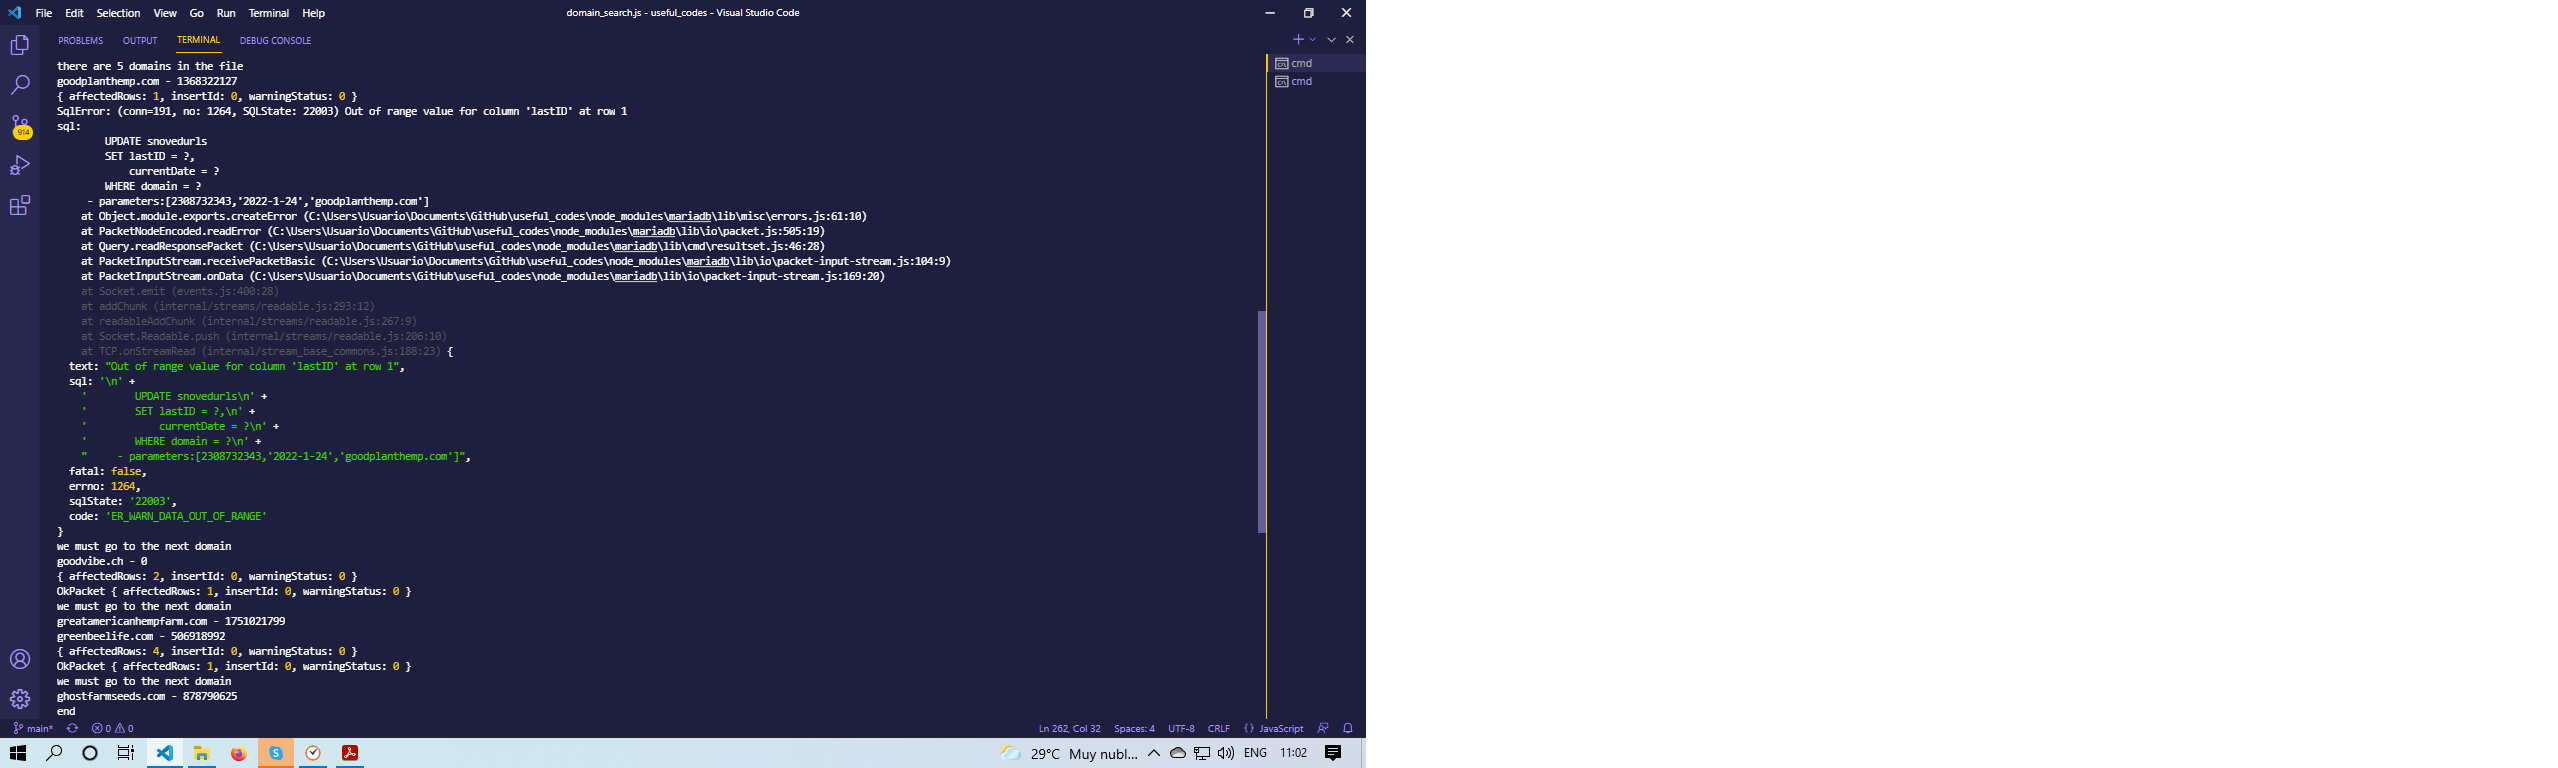 File Edit Selection View Go Run Terminal Help
domain_search.js - useful_codes - Visual Studio Code
PROBLEMS OUTPUT TERMINAL DEBUG CONSOLE
there are 5 domains in the file
goodplanthemp.com - 1368322127
{ affectedRows: 1, insertId: 0, warningStatus: 0 }
SqlError: (conn=191, no: 1264, SQLState: 22003) Out of range value for column 'lastID' at row 1
sql:
UPDATE snovedurls
SET lastID = ?,
currentDate = ?
WHERE domain = ?
- parameters:[2308732343,'2022-1-24','goodplanthemp.com']
at Object.module.exports.createError (C:\Users\Usuario\Documents\GitHub\useful_codes\node_modules\mariadb\lib\misc\errors.js:61:10)
at PacketNodeEncoded.readError (C:\Users\Usuario\Documents\GitHub\useful_codes\node_modules\mariadb\lib\io\packet.js:505:19)
at Query.readResponsePacket (C:\Users\Usuario\Documents\GitHub\useful_codes\node_modules\mariadb\lib\cmd\resultset.js:46:28)
at PacketInputStream.receivePacketBasic (C:\Users\Usuario\Documents\GitHub\useful_codes\node_modules\mariadb\lib\io\packet-input-stream.js:104:9)
at PacketInputStream.onData (C:\Users\Usuario\Documents\GitHub\useful_codes\node_modules\mariadb\lib\io\packet-input-stream.js:169:20)
at Socket.emit (events.js:400:28)
at addChunk (internal/streams/readable.js:293:12)
at readableAddChunk (internal/streams/readable.js:267:9)
at Socket.Readable.push (internal/streams/readable.js:206:10)
at TCP.onStreamRead (internal/stream_base_commons.js:188:23) {
text: "Out of range value for column 'lastID' at row 1",
sql: '\n' +
' UPDATE snovedurls\n' +
' SET lastID = ?,\n' +
' currentDate = ?\n' +
' WHERE domain = ?\n' +
" - parameters:[2308732343,'2022-1-24','goodplanthemp.com']",
fatal: false,
errno: 1264,
sqlState: '22003',
code: 'ER_WARN_DATA_OUT_OF_RANGE'
}
we must go to the next domain
goodvibe.ch - 0
{ affectedRows: 2, insertId: 0, warningStatus: 0 }
OkPacket { affectedRows: 1, insertId: 0, warningStatus: 0 }
we must go to the next domain
greatamericanhempfarm.com - 1751021799
greenbeelife.com - 506918992
{ affectedRows: 4, insertId: 0, warningStatus: 0 }
OkPacket { affectedRows: 1, insertId: 0, warningStatus: 0 }
we must go to the next domain
ghostfarmseeds.com - 878790625
end
cmd
cmd
914
main* 0 0
Ln 262, Col 32 Spaces: 4 UTF-8 CRLF {} JavaScript
29°C Muy nubl... ENG 11:02